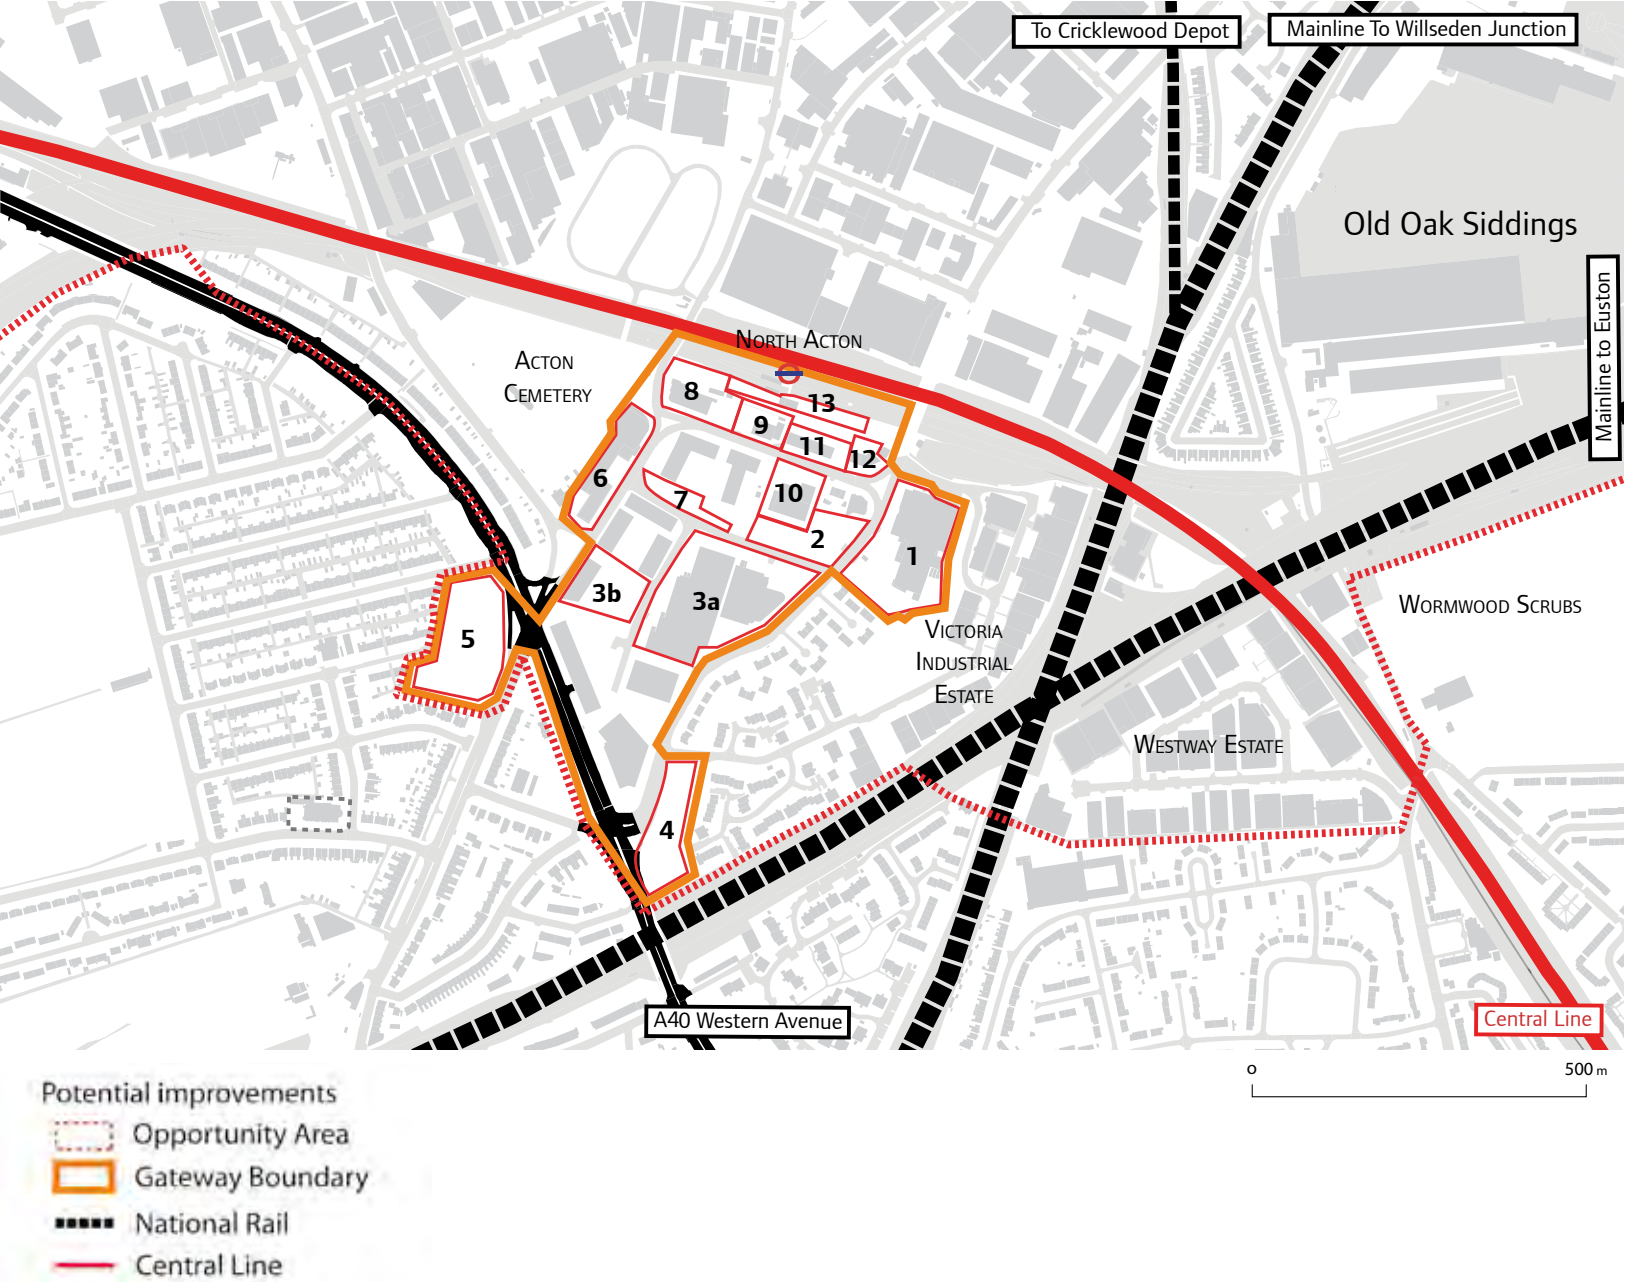 To Cricklewood Depot
Mainline To Willseden Junction
Old Oak Siddings
Mainline to Euston
North Acton
Acton
Cemetery
8
13
9
11
12
6
7
10
2
1
3b
3a
5
4
Victoria
Industrial
Estate
Wormwood Scrubs
Westway Estate
A40 Western Avenue
Central Line
0
500 m
Potential improvements
Opportunity Area
Gateway Boundary
National Rail
Central Line